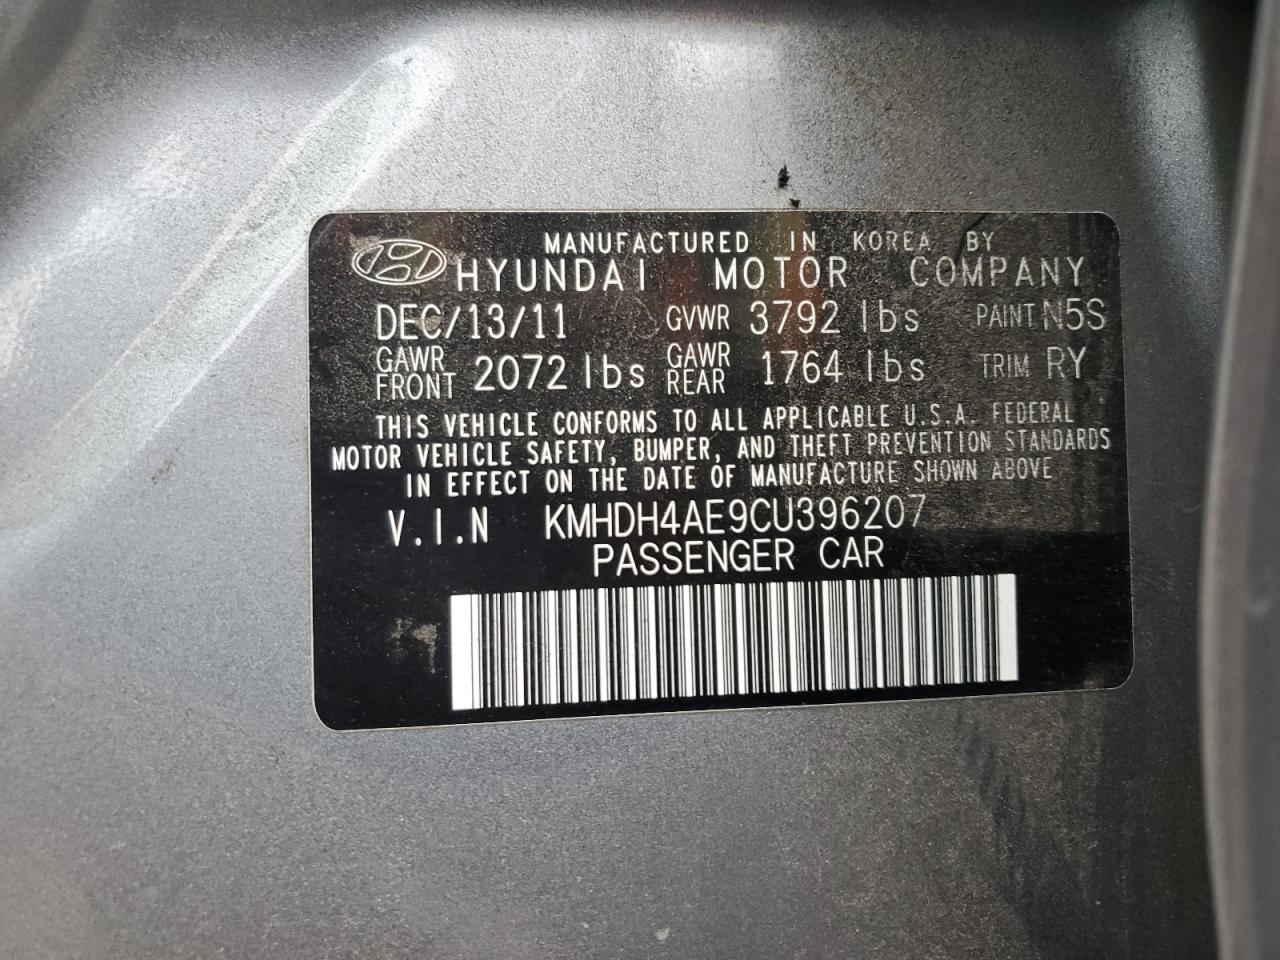 MANUFACTURED IN KOREA BY
HYUNDAI MOTOR COMPANY
DEC/13/11 GVWR 3792 lbs PAINT N5S
GAWR FRONT 2072 lbs GAWR REAR 1764 lbs TRIM RY
THIS VEHICLE CONFORMS TO ALL APPLICABLE U.S.A. FEDERAL
MOTOR VEHICLE SAFETY, BUMPER, AND THEFT PREVENTION STANDARDS
IN EFFECT ON THE DATE OF MANUFACTURE SHOWN ABOVE
V.I.N KMHDH4AE9CU396207
PASSENGER CAR